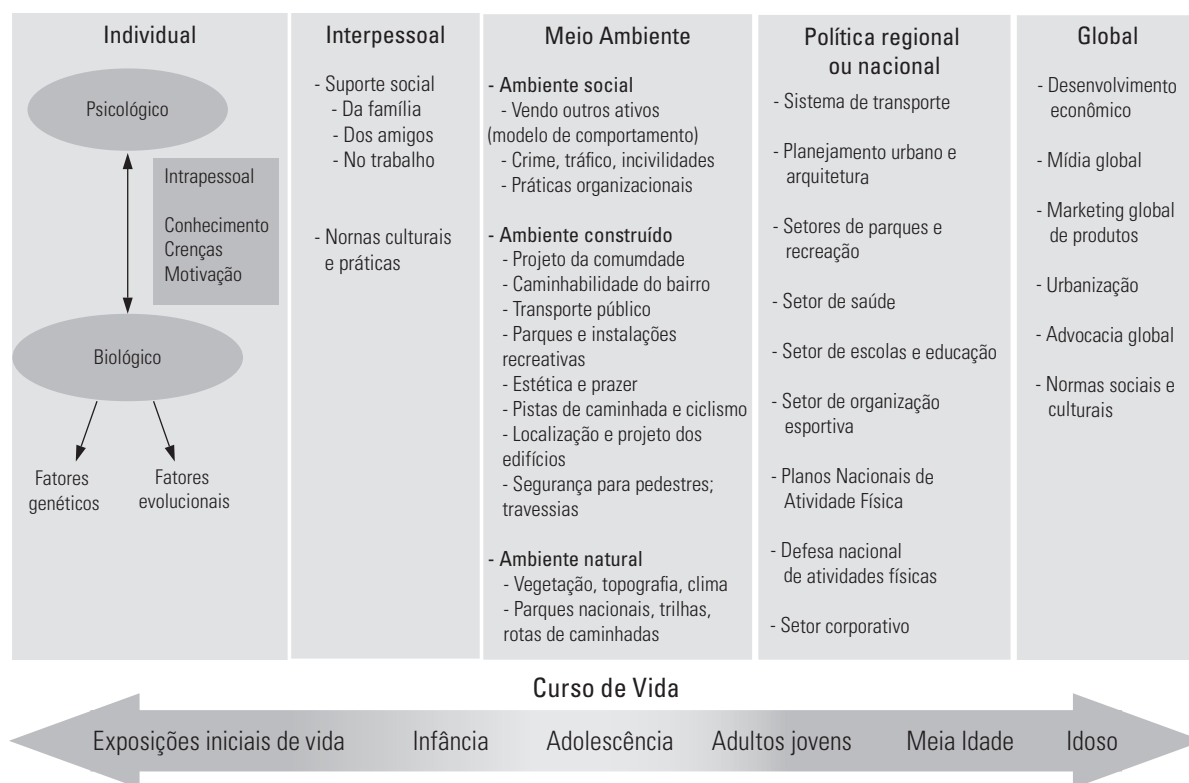 Individual
Psicológico
Intrapessoal
Conhecimento
Crenças
Motivação
Biológico
Fatores
genéticos
Fatores
evolucionais
Interpessoal
- Suporte social
- Da família
- Dos amigos
- No trabalho
- Nornas culturais
e práticas
Meio Ambiente
- Ambiente social
- Vendo outros ativos
(modelo de comportamento)
- Crime, tráfico, incivilidades
- Práticas organizacionais
- Ambiente construído
- Projeto da comumdade
- Caminhabilidade do bairro
- Transporte público
- Parques e instalações
recreativas
- Estética e prazer
- Pistas de caminhada e ciclismo
- Localização e projeto dos
edifícios
- Segurança para pedestres;
travessias
- Ambiente natural
- Vegetação, topografia, clima
- Parques nacionais, trilhas,
rotas de caminhadas
Política regional
ou nacional
- Sistema de transporte
- Planejamento urbano e
arquitetura
- Setores de parques e
recreação
- Setor de saúde
- Setor de escolas e educação
- Setor de organização
esportiva
- Planos Nacionais de
Atividade Física
- Defesa nacional
de atividades físicas
- Setor corporativo
Global
- Desenvolvimento
econômico
- Mídia global
- Marketing global
de produtos
- Urbanização
- Advocacia global
- Normas sociais e
culturais
Curso de Vida
Exposições iniciais de vida Infância Adolescência Adultos jovens Meia Idade Idoso